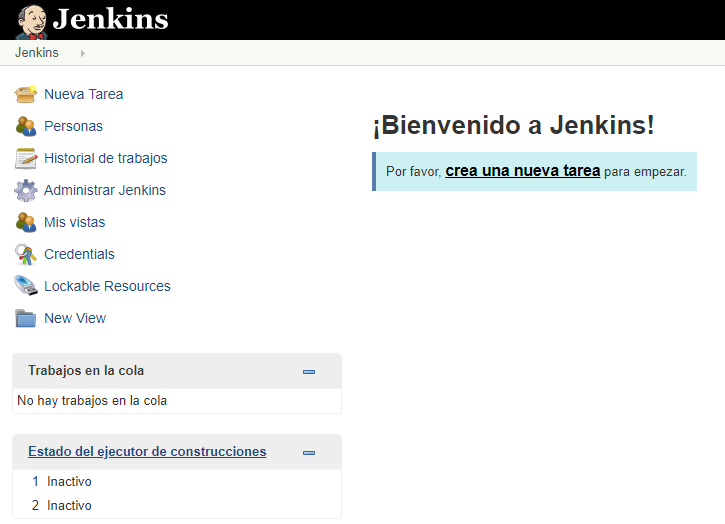 Jenkins
Jenkins
Nueva Tarea
Personas
Historial de trabajos
Administrar Jenkins
Mis vistas
Credentials
Lockable Resources
New View
Trabajos en la cola
No hay trabajos en la cola
Estado del ejecutor de construcciones
1 Inactivo
2 Inactivo
¡Bienvenido a Jenkins!
Por favor, crea una nueva tarea para empezar.